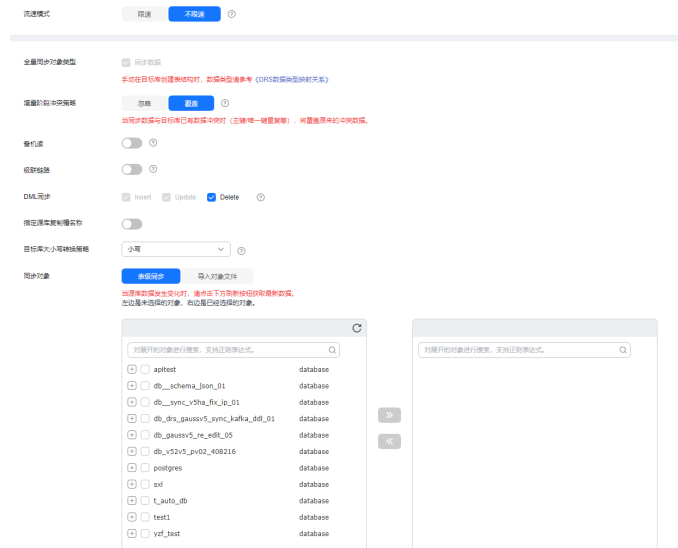 流速模式 限速 不限速
全量同步对象类型 同步数据
手动在目标库创建表结构时，数据类型请参考《DRS数据类型映射关系》
增量阶段冲突策略 忽略 覆盖
当同步数据与目标库已有数据冲突时（主键/唯一键重复等），将覆盖原来的冲突数据。
备机读
级联链路
DML同步 Insert Update Delete
指定源库复制槽名称
目标库大小写转换策略 小写
同步对象 表级同步 导入对象文件
当源库数据发生变化时，请点击下方刷新按钮获取最新数据。
左边是未选择的对象，右边是已经选择的对象。
对展开的对象进行搜索，支持正则表达式。 对展开的对象进行搜索，支持正则表达式。
apitest database
db__schema_json_01 database
db__sync_v5ha_fix_ip_01 database
db_drs_gaussv5_sync_kafka_ddl_01 database
db_gaussv5_re_edit_05 database
db_v52v5_pv02_408216 database
postgres database
sxl database
t_auto_db database
test1 database
yzf_test database